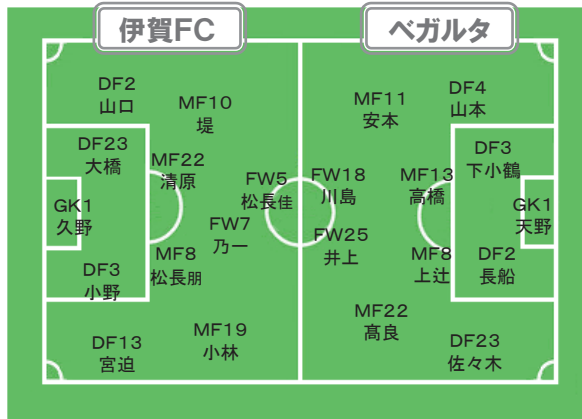 伊賀FC
ベガルタ
DF2
山口
MF10
堤
DF23
大橋
MF22
清原
GK1
久野
FW5
松長佳
FW7
乃一
DF3
小野
MF8
松長朋
DF13
宮迫
MF19
小林
MF11
安本
DF4
山本
DF3
下小鶴
FW18
川島
MF13
高橋
GK1
天野
FW25
井上
MF8
上辻
DF2
長船
MF22
髙良
DF23
佐々木